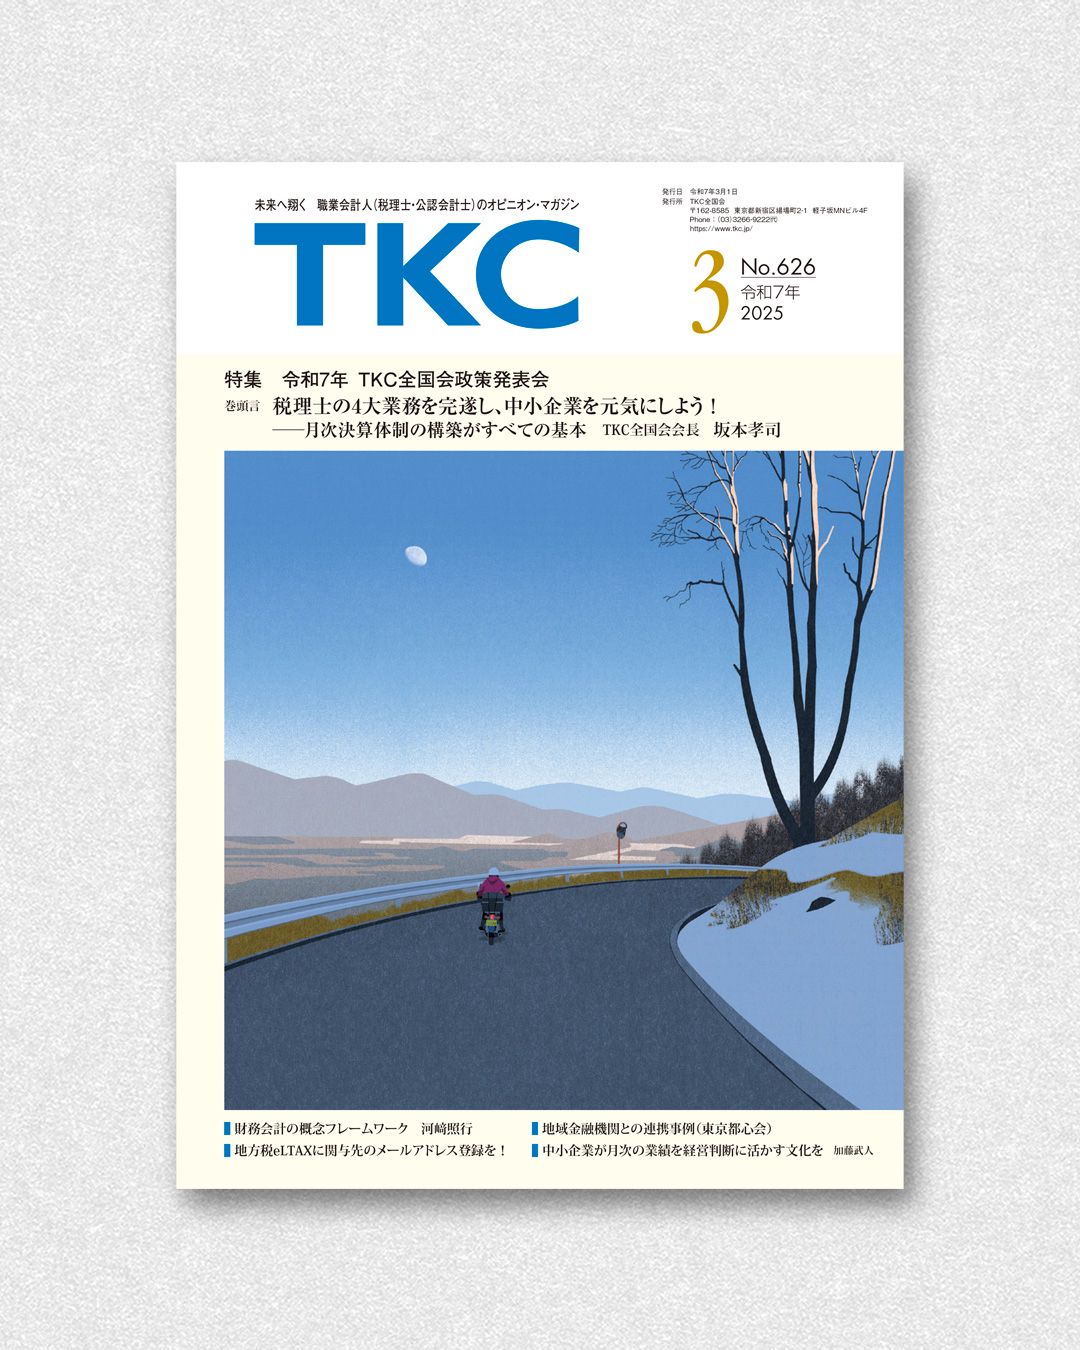 未来へ翔く　職業会計人（税理士・公認会計士）のオピニオン・マガジン
TKC
発行日　令和7年3月1日
発行所　TKC全国会
〒162-8585　東京都新宿区揚場町2-1　軽子坂MNビル4F
Phone：（03）3266-9222㈹
https://www.tkc.jp/
3
No.626
令和7年
2025
特集　令和7年 TKC全国会政策発表会
巻頭言　税理士の4大業務を完遂し、中小企業を元気にしよう！
――月次決算体制の構築がすべての基本　TKC全国会会長　坂本孝司
財務会計の概念フレームワーク　河﨑照行
地方税eLTAXに関与先のメールアドレス登録を！
地域金融機関との連携事例（東京都心会）
中小企業が月次の業績を経営判断に活かす文化を　加藤武人